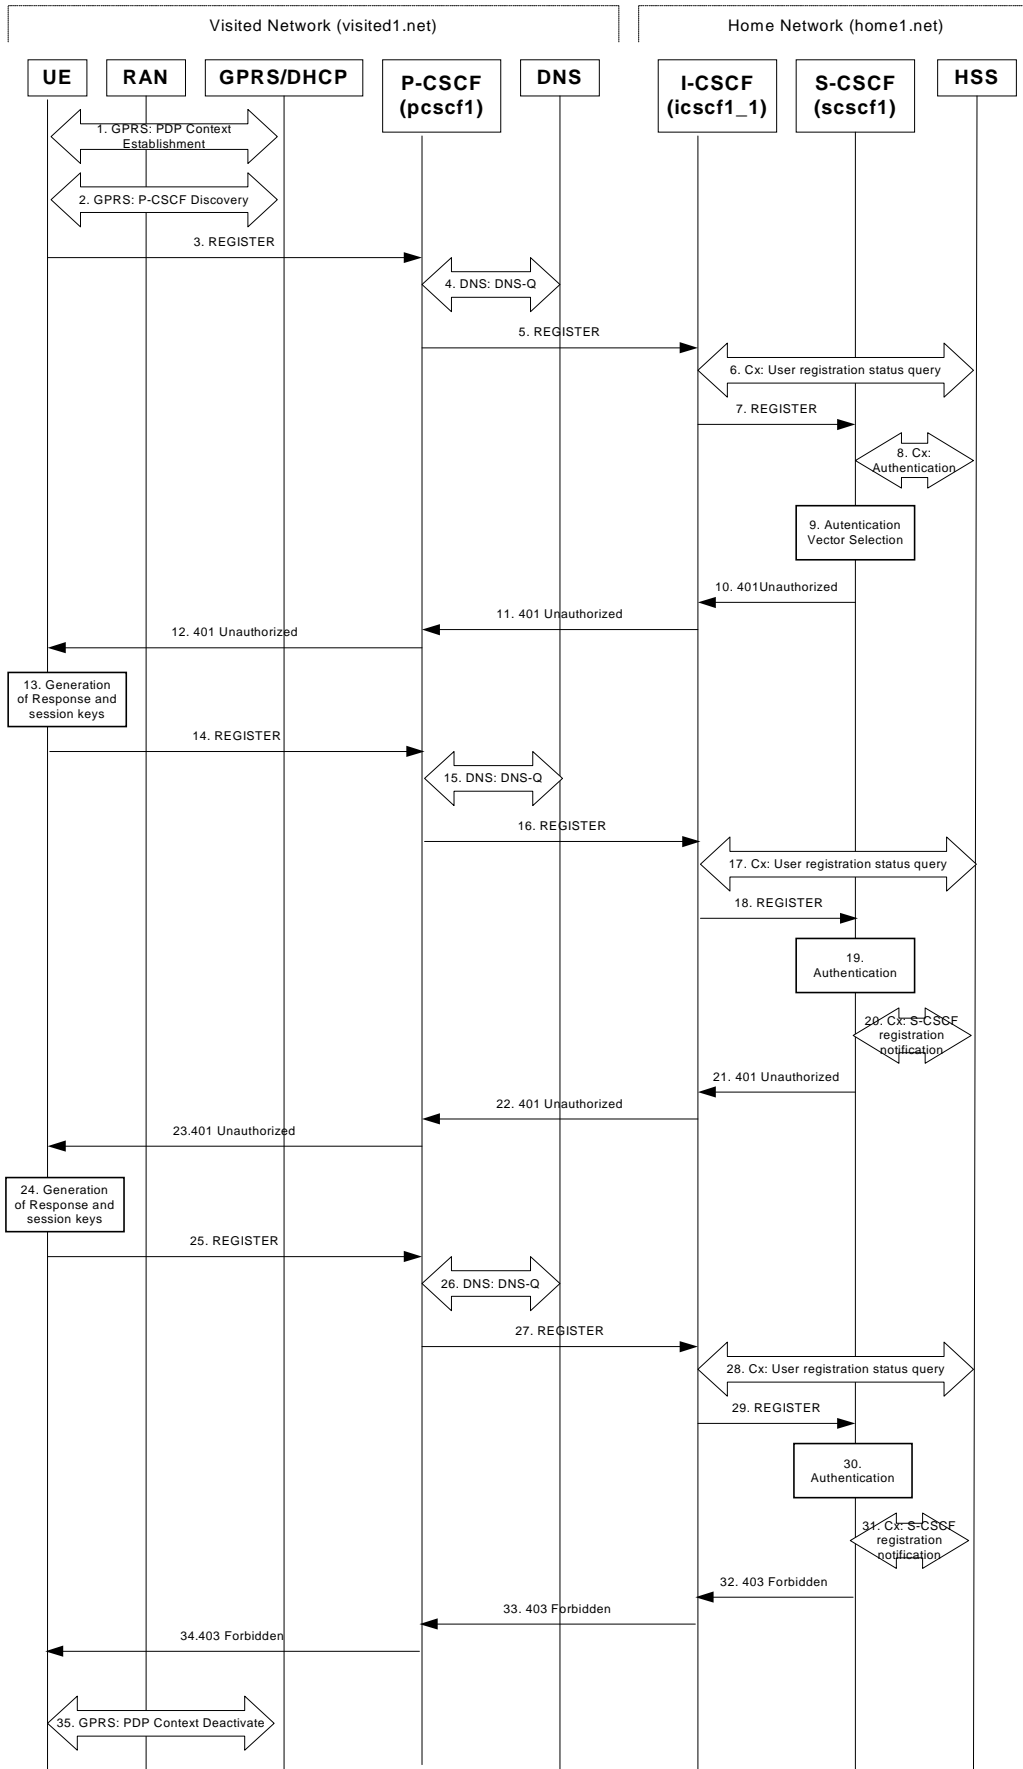 Visited Network (visited1.net)
Home Network (home1.net)
UE
RAN
GPRS/DHCP
P-CSCF
(pcscf1)
DNS
I-CSCF
(icscf1_1)
S-CSCF
(scscf1)
HSS
1. GPRS: PDP Context
Establishment
2. GPRS: P-CSCF Discovery
3. REGISTER
4. DNS: DNS-Q
5. REGISTER
6. Cx: User registration status query
7. REGISTER
8. Cx:
Authentication
9. Autentication
Vector Selection
10. 401Unauthorized
11. 401 Unauthorized
12. 401 Unauthorized
13. Generation
of Response and
session keys
14. REGISTER
15. DNS: DNS-Q
16. REGISTER
17. Cx: User registration status query
18. REGISTER
19.
Authentication
20. Cx: S-CSCF
registration
notification
21. 401 Unauthorized
22. 401 Unauthorized
23.401 Unauthorized
24. Generation
of Response and
session keys
25. REGISTER
26. DNS: DNS-Q
27. REGISTER
28. Cx: User registration status query
29. REGISTER
30.
Authentication
31. Cx: S-CSCF
registration
notification
32. 403 Forbidden
33. 403 Forbidden
34.403 Forbidden
35. GPRS: PDP Context Deactivate